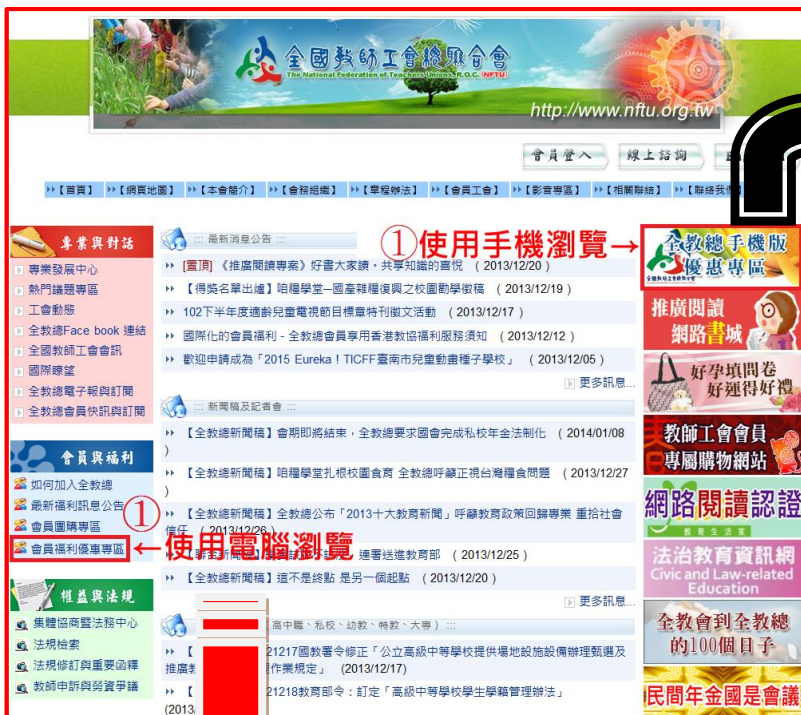 全國教師工會總聯合會
The National Federation of Teachers Unions, R.O.C. (NFTU)
http://www.nftu.org.tw
會員登入
線上諮詢
【首頁】
【網頁地圖】
【本會簡介】
【會務組織】
【章程辦法】
【會員工會】
【影音專區】
【相關聯結】
【聯絡我
專業與對話
專業發展中心
熱門議題專區
工會動態
全教總Face book 連結
全國教師工會會訊
國際瞭望
全教總電子報與訂閱
全教總會員快訊與訂閱
會員與福利
如何加入全教總
最新福利訊息公告
會員團購專區
會員福利優惠專區
①
←使用電腦瀏覽
權益與法規
集體協商暨法務中心
法規檢索
法規修訂與重要函釋
教師申訴與勞資爭議
::: 最新消息公告 :::
①使用手機瀏覽→
[置頂] 《推廣閱讀專案》好書大家讀。共享知識的喜悅 （2013/12/20 ）
【得獎名單出爐】咱糧學堂─國產雜糧復興之校園勸學徵稿 （2013/12/19 ）
102下半年度適齡兒童電視節目標章特刊徵文活動 （2013/12/17 ）
國際化的會員福利 - 全教總會員享用香港教協福利服務須知 （2013/12/12 ）
歡迎申請成為「2015 Eureka！TICFF臺南市兒童動畫種子學校」 （2013/12/05 ）
更多訊息...
::: 新聞稿及記者會 :::
【全教總新聞稿】會期即將結束，全教總要求國會完成私校年金法制化 （2014/01/08
）
【全教總新聞稿】咱糧學堂扎根校園食育 全教總呼籲正視台灣糧食問題 （2013/12/27
）
【全教總新聞稿】全教總公布「2013十大教育新聞」呼籲教育政策回歸專業 重拾社會
信任 （2013/12/26 ）
連署送進教育部 （2013/12/25 ）
【全教總新聞稿】這不是終點 是另一個起點 （2013/12/20 ）
更多訊息...
高中職、私校、幼教、特教、大專） :::
【
21217國教署令修正「公立高級中等學校提供場地設施設備辦理甄選及
推廣
作業規定」 (2013/12/17)
【
21218教育部令：訂定「高級中等學校學生學籍管理辦法」
(2013
全教總手機版
優惠專區
推廣閱讀
網路書城
好孕填問卷
好運得好禮
教師工會會員
專屬購物網站
網路閱讀認證
教育生活家
法治教育資訊網
Civic and Law-related
Education
全教會到全教總
的100個日子
民間年金國是會議